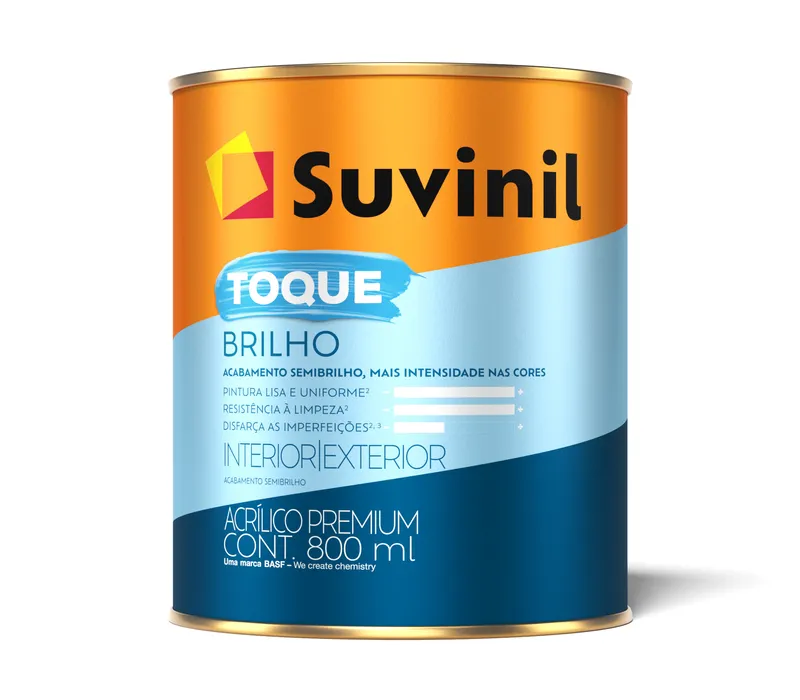 Suvinil
TOQUE
BRILHO
ACABAMENTO SEMIBRILHO, MAIS INTENSIDADE NAS CORES
PINTURA LISA E UNIFORME² - +
RESISTÊNCIA À LIMPEZA² - +
DISFARÇA AS IMPERFEIÇÕES²,³ - +
INTERIOR|EXTERIOR
ACABAMENTO SEMIBRILHO
ACRÍLICO PREMIUM
CONT. 800 ml
Uma marca BASF – We create chemistry